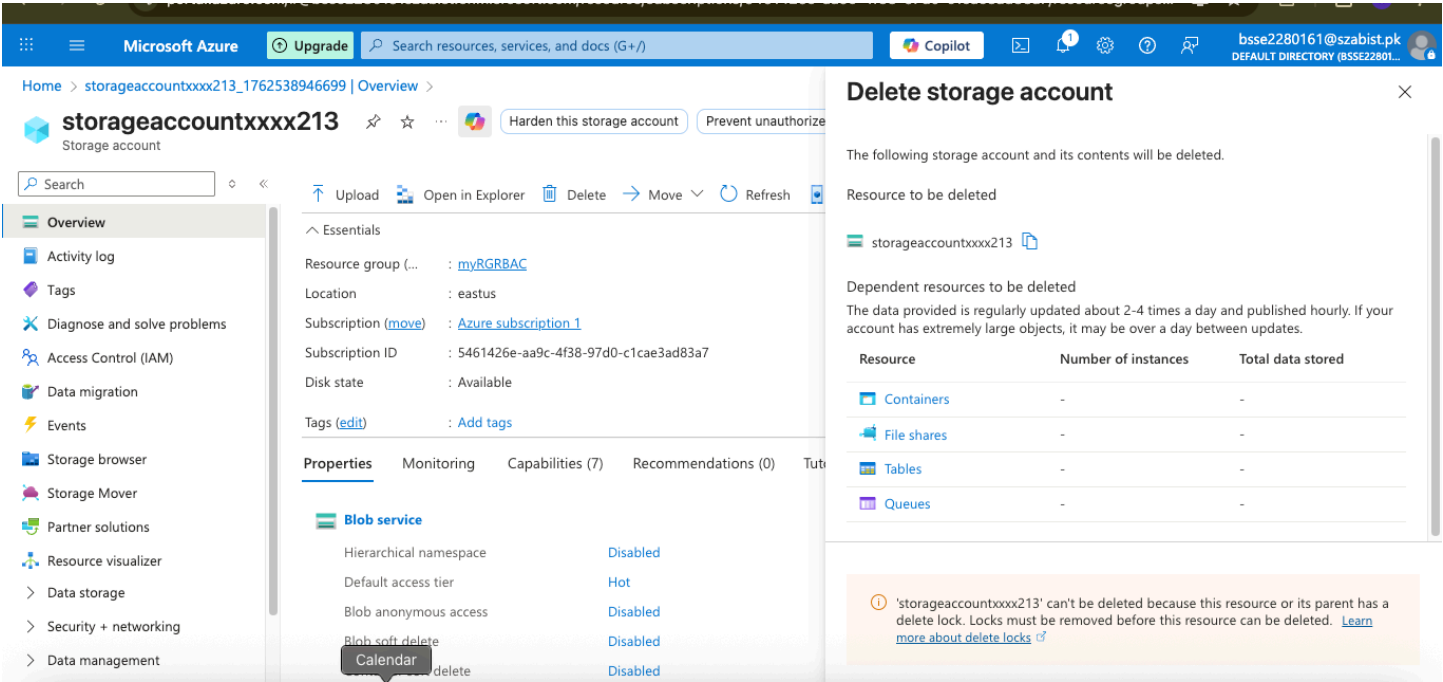 Microsoft Azure
Upgrade
Search resources, services, and docs (G+/)
Copilot
1
bsse2280161@szabist.pk
DEFAULT DIRECTORY (BSSE22801...
Home > storageaccountxxxx213_1762538946699 | Overview >
storageaccountxxxx213
Storage account
Harden this storage account
Prevent unauthorize
Search
Overview
Activity log
Tags
Diagnose and solve problems
Access Control (IAM)
Data migration
Events
Storage browser
Storage Mover
Partner solutions
Resource visualizer
Data storage
Security + networking
Data management
Upload
Open in Explorer
Delete
Move
Refresh
Essentials
Resource group (... : myRGRBAC
Location : eastus
Subscription (move) : Azure subscription 1
Subscription ID : 5461426e-aa9c-4f38-97d0-c1cae3ad83a7
Disk state : Available
Tags (edit) : Add tags
Properties Monitoring Capabilities (7) Recommendations (0) Tut
Blob service
Hierarchical namespace Disabled
Default access tier Hot
Blob anonymous access Disabled
Blob soft delete Disabled
delete Disabled
Calendar
Delete storage account
The following storage account and its contents will be deleted.
Resource to be deleted
storageaccountxxxx213
Dependent resources to be deleted
The data provided is regularly updated about 2-4 times a day and published hourly. If your
account has extremely large objects, it may be over a day between updates.
Resource Number of instances Total data stored
Containers - -
File shares - -
Tables - -
Queues - -
'storageaccountxxxx213' can't be deleted because this resource or its parent has a
delete lock. Locks must be removed before this resource can be deleted. Learn
more about delete locks